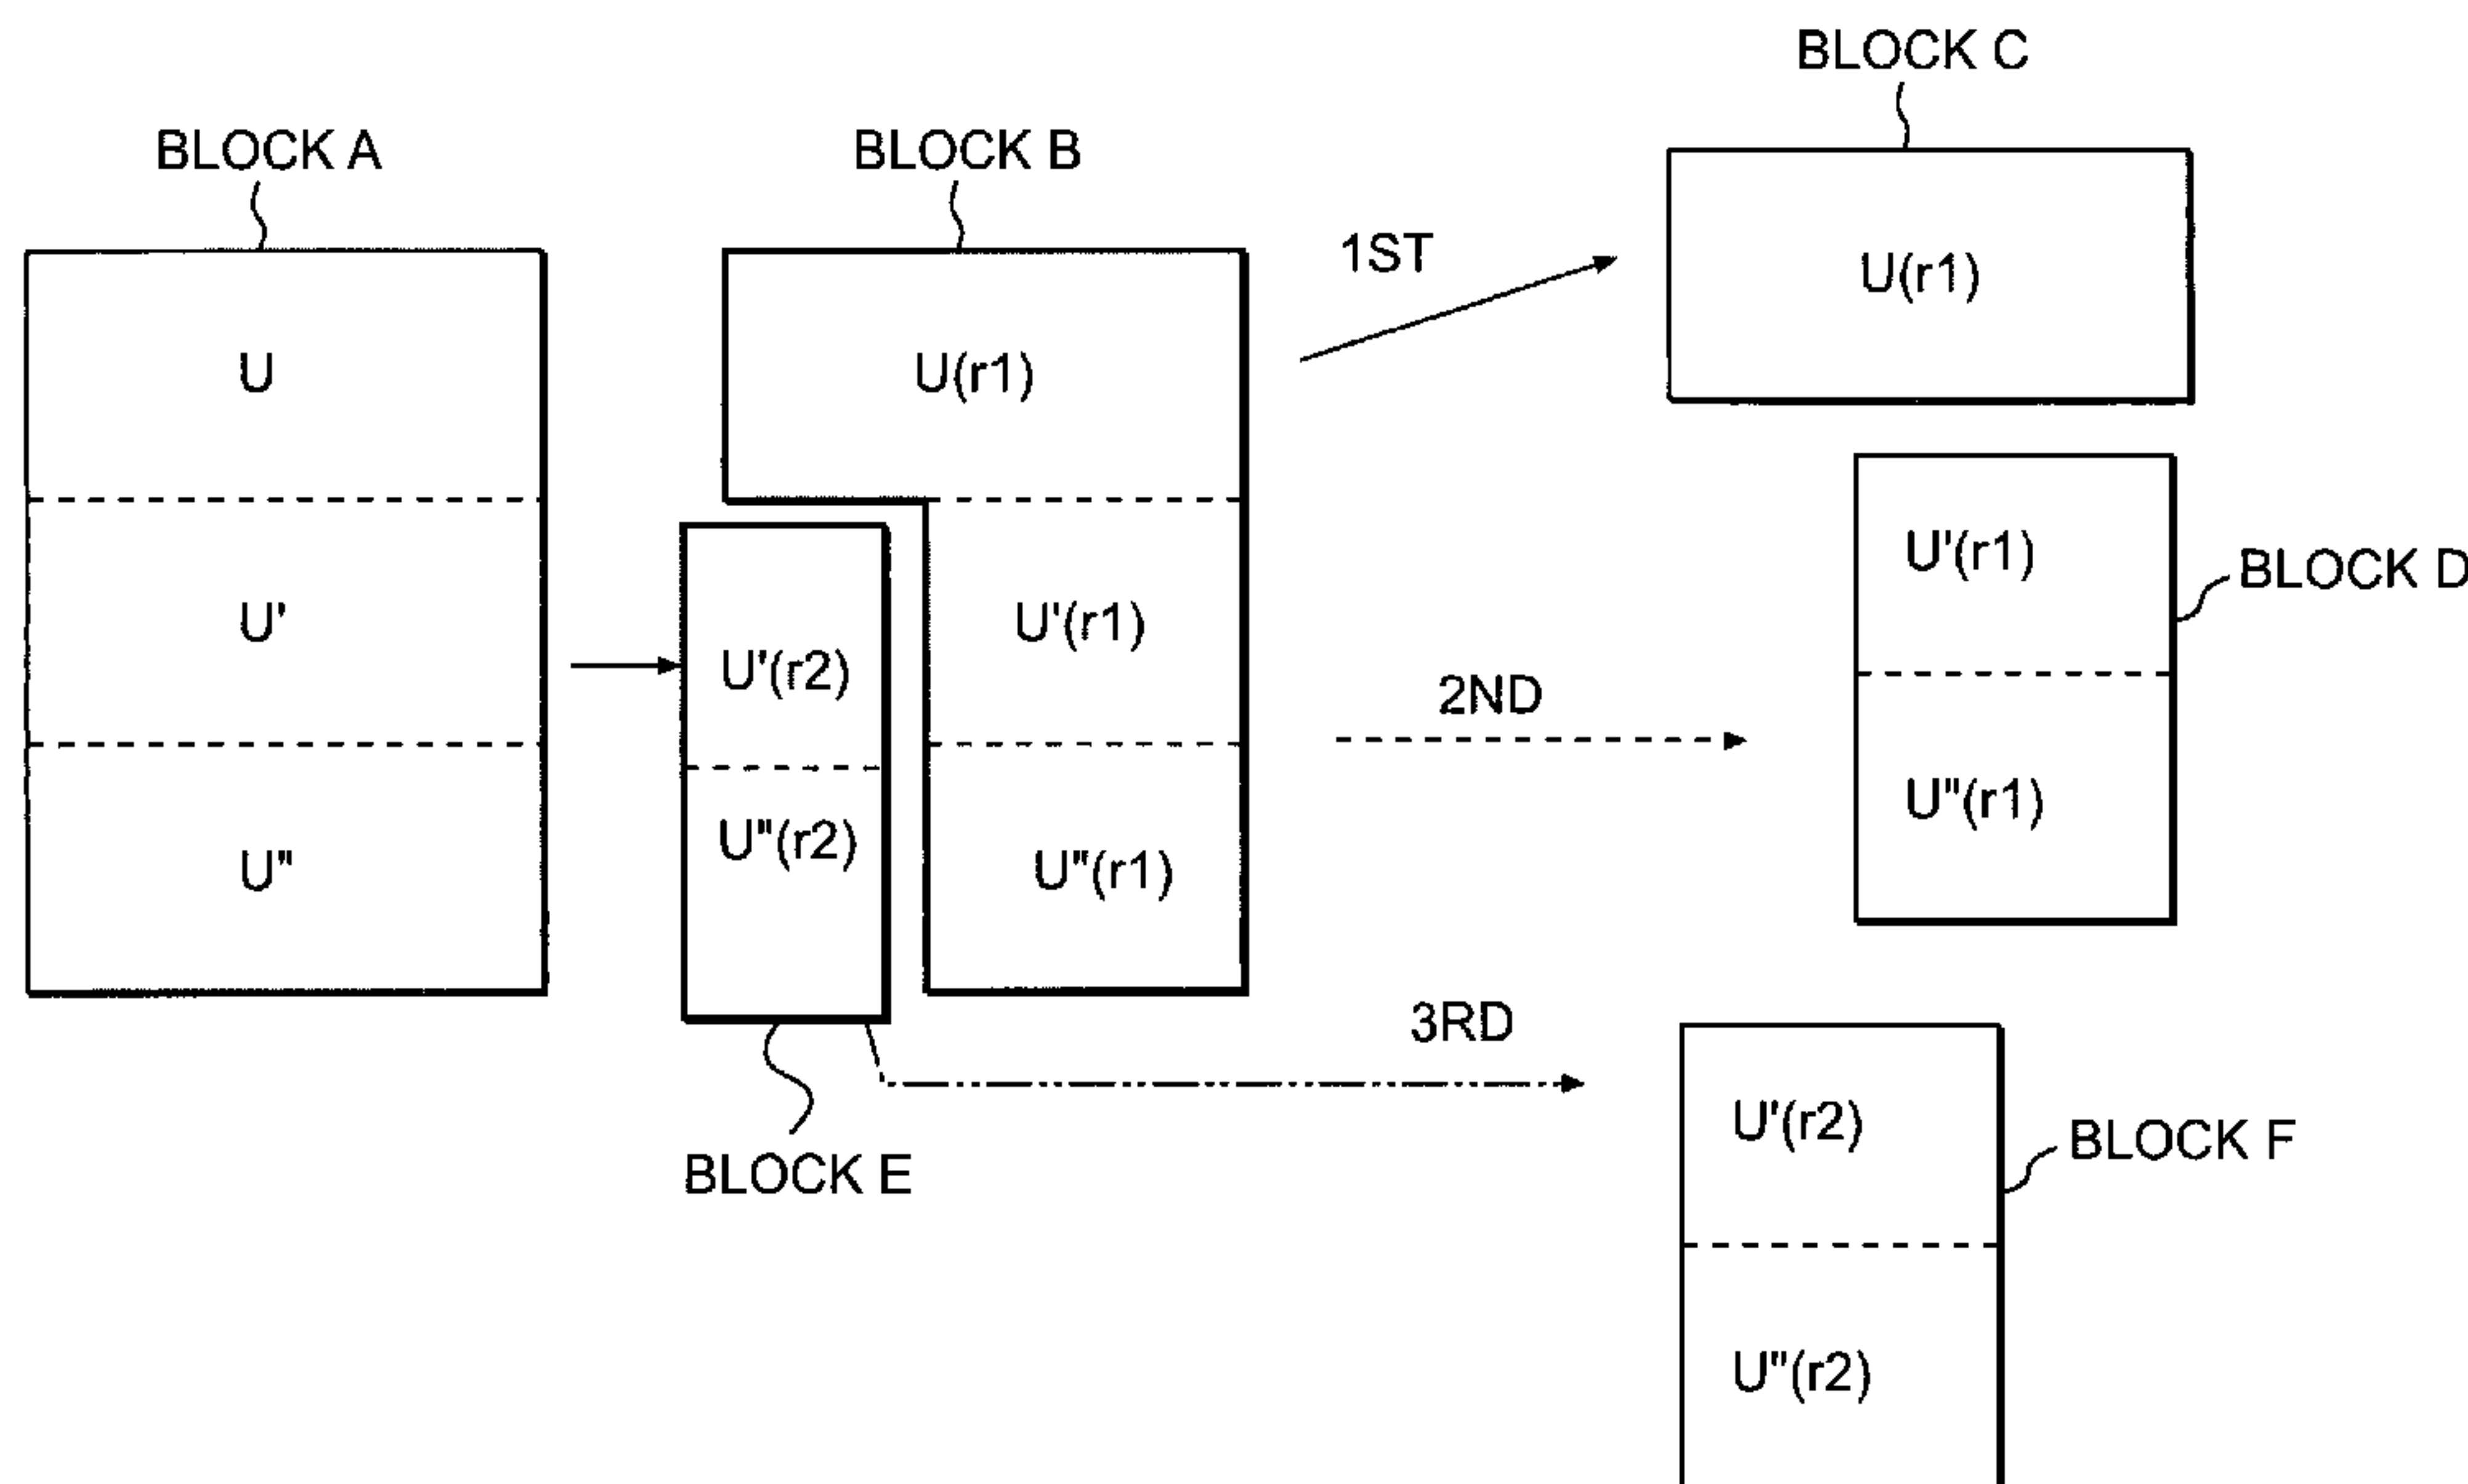 BLOCK A
U
U'
U"
BLOCK B
U(r1)
U'(r1)
U"(r1)
U'(r2)
U"(r2)
BLOCK E
1ST
2ND
3RD
BLOCK C
U(r1)
U'(r1)
U"(r1)
BLOCK D
U'(r2)
U"(r2)
BLOCK F